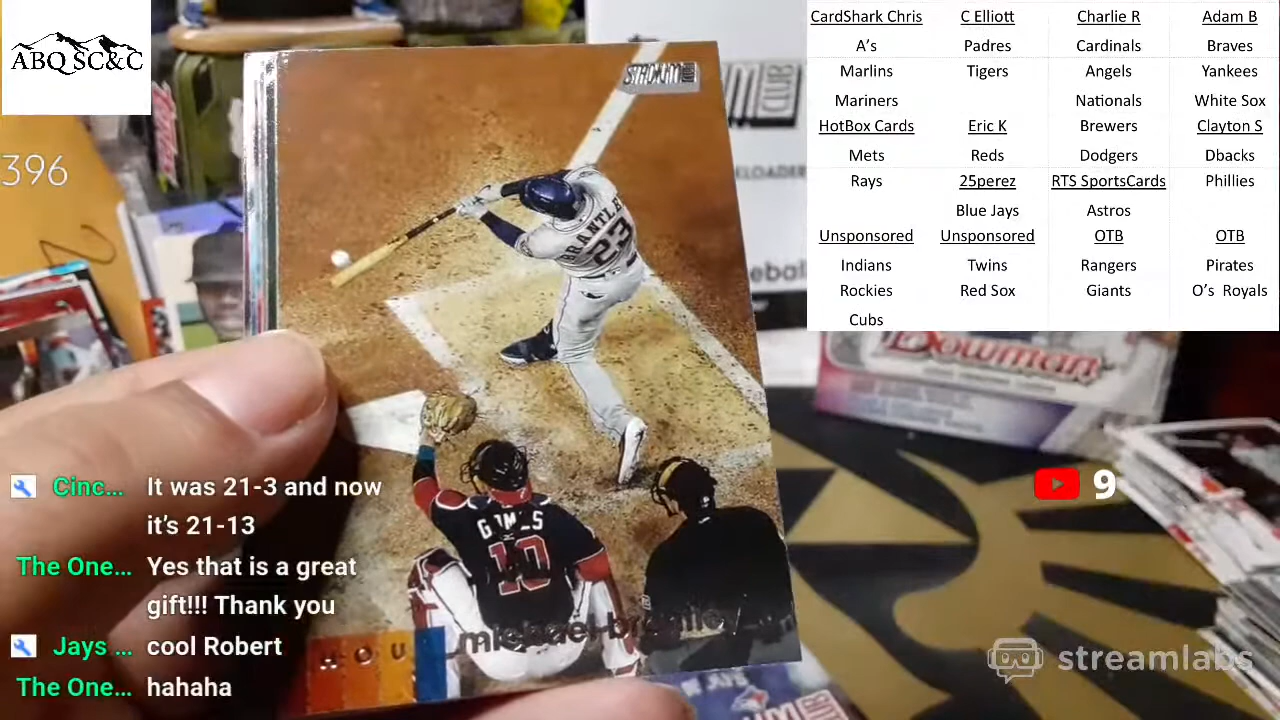 ABQ SC&C
396
CardShark Chris
A's
Marlins
Mariners
HotBox Cards
Mets
Rays
Unsponsored
Indians
Rockies
Cubs
C Elliott
Padres
Tigers
Eric K
Reds
25perez
Blue Jays
Unsponsored
Twins
Red Sox
Charlie R
Cardinals
Angels
Nationals
Brewers
Dodgers
RTS SportsCards
Astros
OTB
Rangers
Giants
Adam B
Braves
Yankees
White Sox
Clayton S
Dbacks
Phillies
OTB
Pirates
O's Royals
STADIUM CLUB
CLUB
BRANTLE
23
Bowman
G M S
10
HOU
michael brantley
Cinc... It was 21-3 and now
it's 21-13
The One... Yes that is a great
gift!!! Thank you
Jays ... cool Robert
The One... hahaha
9
streamlabs